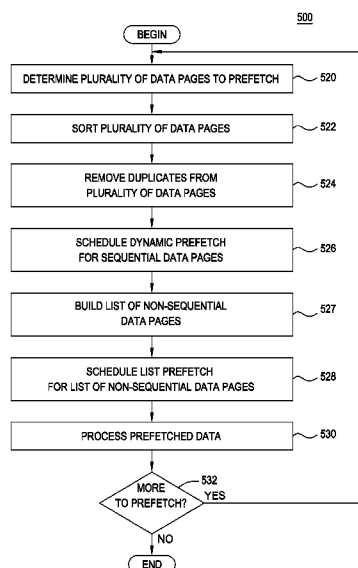 500
BEGIN
DETERMINE PLURALITY OF DATA PAGES TO PREFETCH
520
SORT PLURALITY OF DATA PAGES
522
REMOVE DUPLICATES FROM
PLURALITY OF DATA PAGES
524
SCHEDULE DYNAMIC PREFETCH
FOR SEQUENTIAL DATA PAGES
526
BUILD LIST OF NON-SEQUENTIAL
DATA PAGES
527
SCHEDULE LIST PREFETCH
FOR LIST OF NON-SEQUENTIAL DATA PAGES
528
PROCESS PREFETCHED DATA
530
532
MORE
TO PREFETCH?
YES
NO
END